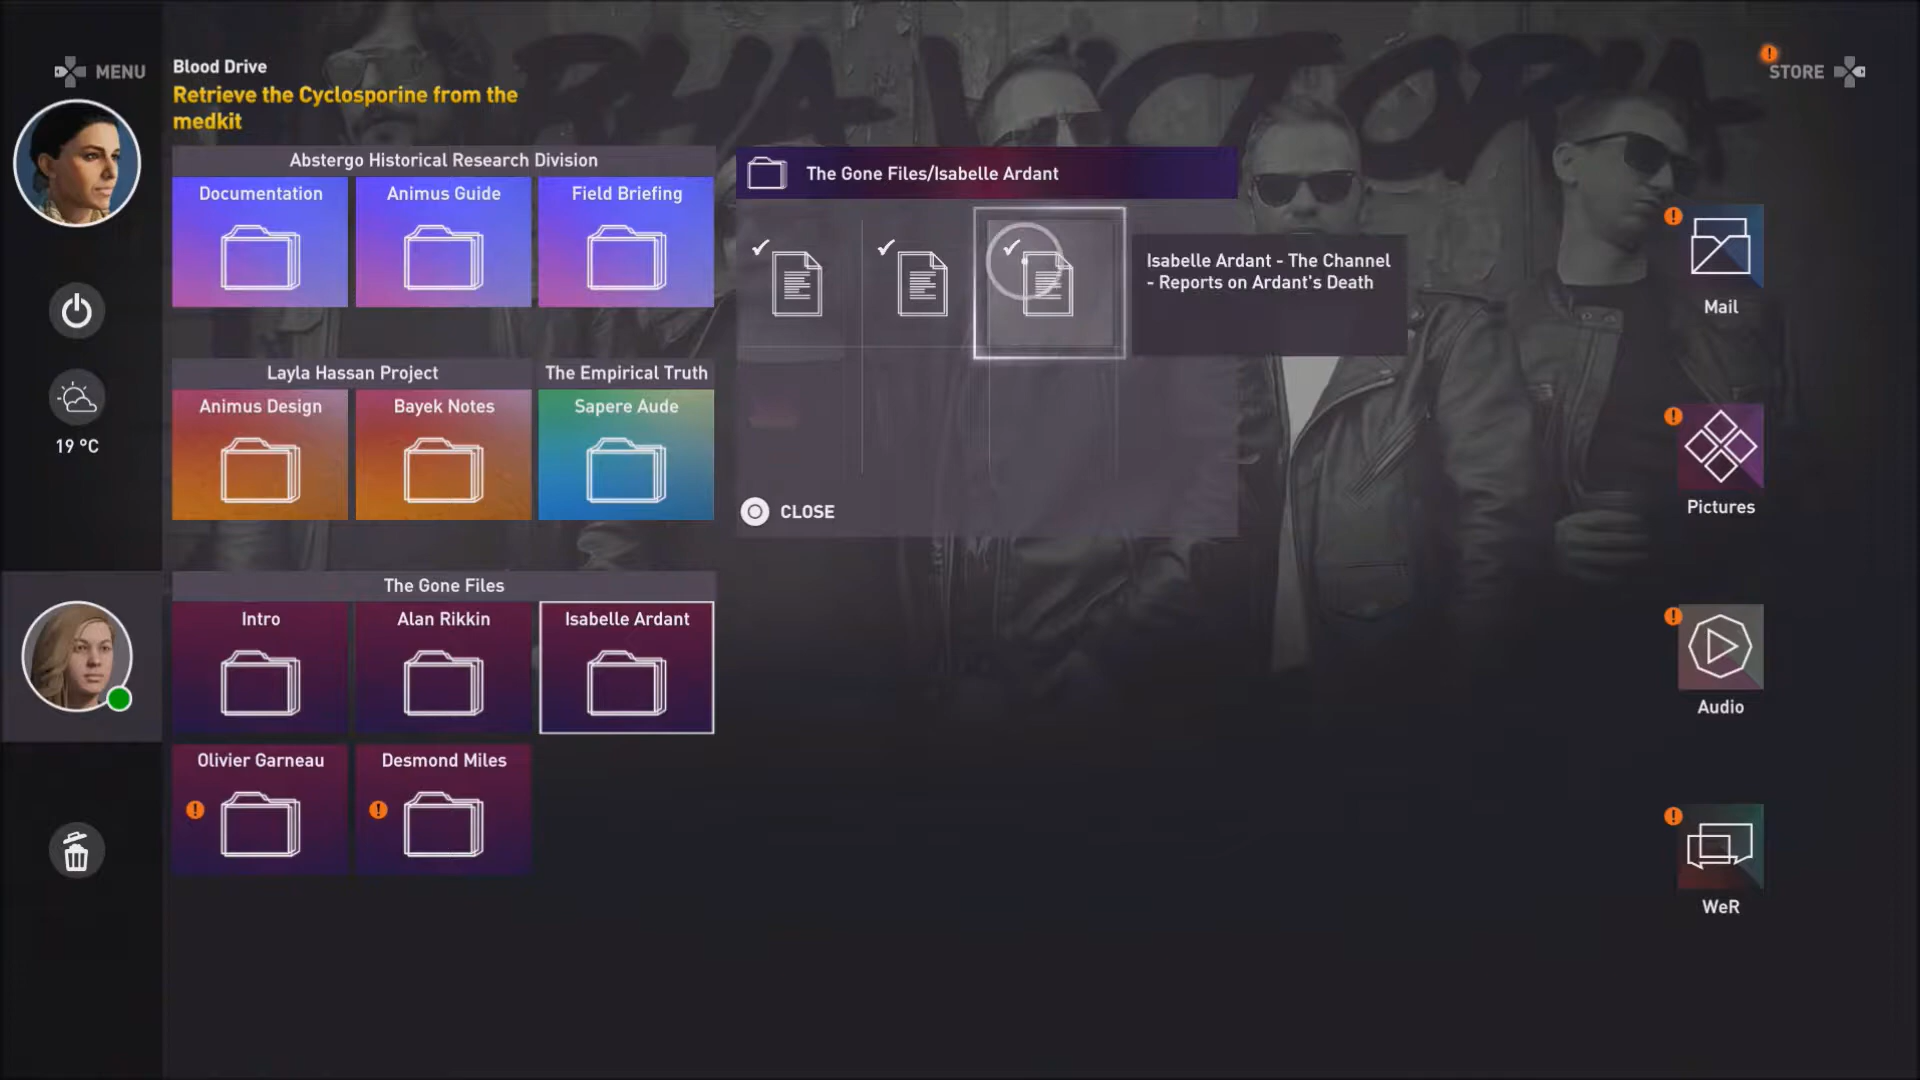 MENU
Blood Drive
Retrieve the Cyclosporine from the
medkit
STORE
Abstergo Historical Research Division
Documentation
Animus Guide
Field Briefing
The Gone Files/Isabelle Ardant
Isabelle Ardant - The Channel
- Reports on Ardant's Death
Mail
Layla Hassan Project
The Empirical Truth
Animus Design
Bayek Notes
Sapere Aude
19 °C
CLOSE
Pictures
The Gone Files
Intro
Alan Rikkin
Isabelle Ardant
Audio
Olivier Garneau
Desmond Miles
WeR